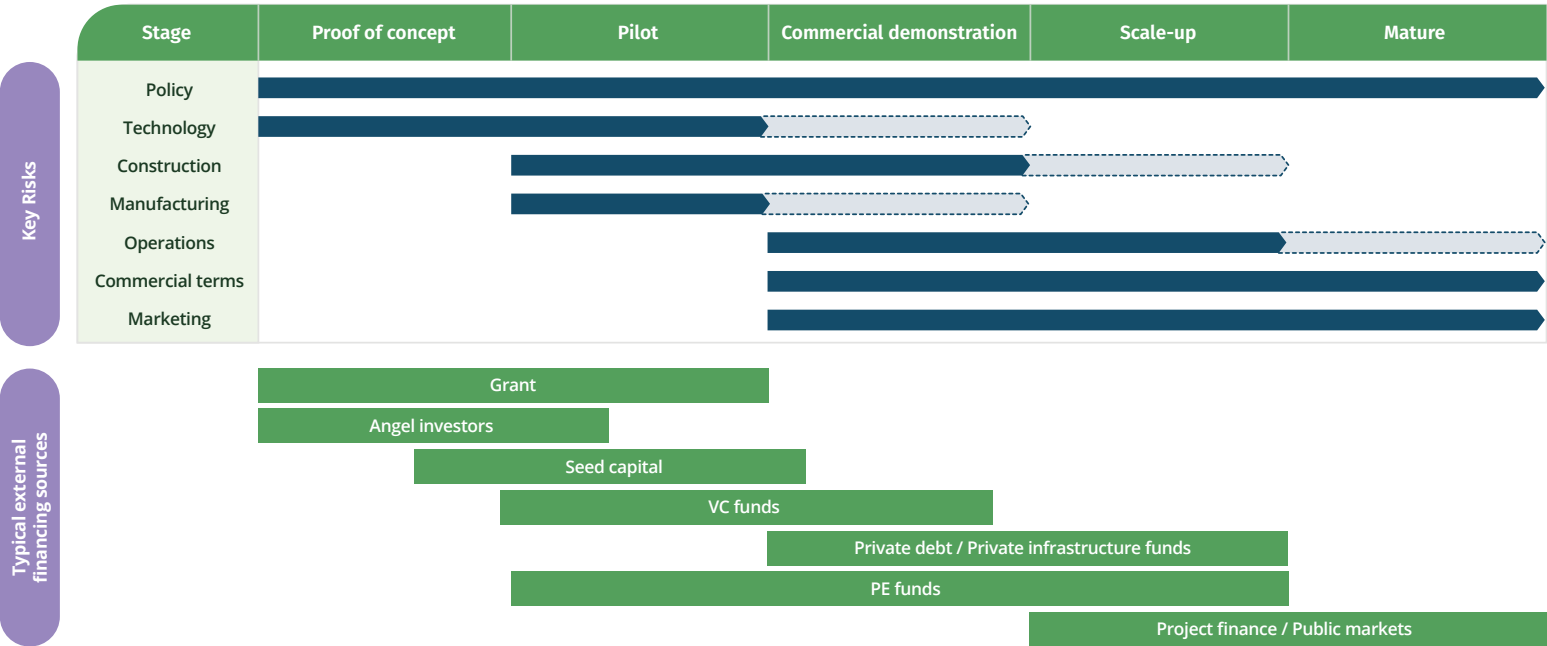 Stage
Proof of concept
Pilot
Commercial demonstration
Scale-up
Mature
Key Risks
Policy
Technology
Construction
Manufacturing
Operations
Commercial terms
Marketing
Typical external
financing sources
Grant
Angel investors
Seed capital
VC funds
Private debt / Private infrastructure funds
PE funds
Project finance / Public markets